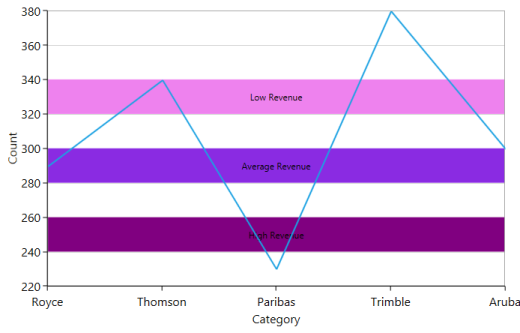 380
360
340
320
300
280
260
240
220
Count
Low Revenue
Average Revenue
High Revenue
Royce Thomson Paribas Trimble Aruba
Category